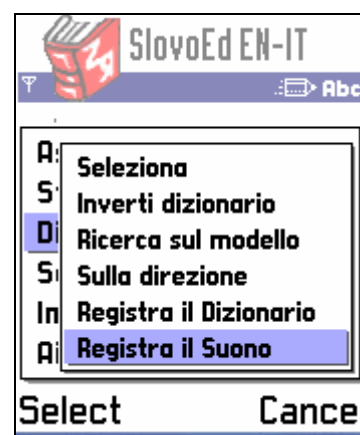 SlovoEd EN-IT
Abc
Seleziona
Inverti dizionario
Ricerca sul modello
Sulla direzione
Registra il Dizionario
Registra il Suono
Select Cance